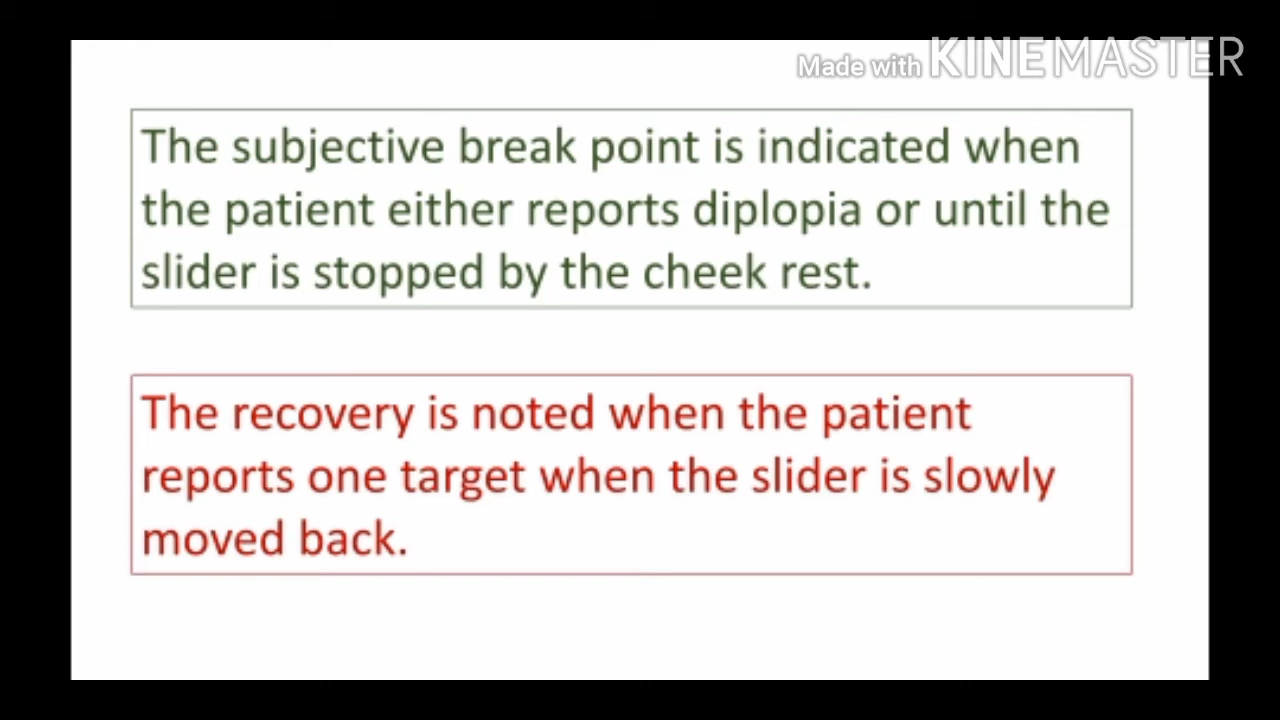 Made with KINEMASTER
The subjective break point is indicated when
the patient either reports diplopia or until the
slider is stopped by the cheek rest.
The recovery is noted when the patient
reports one target when the slider is slowly
moved back.